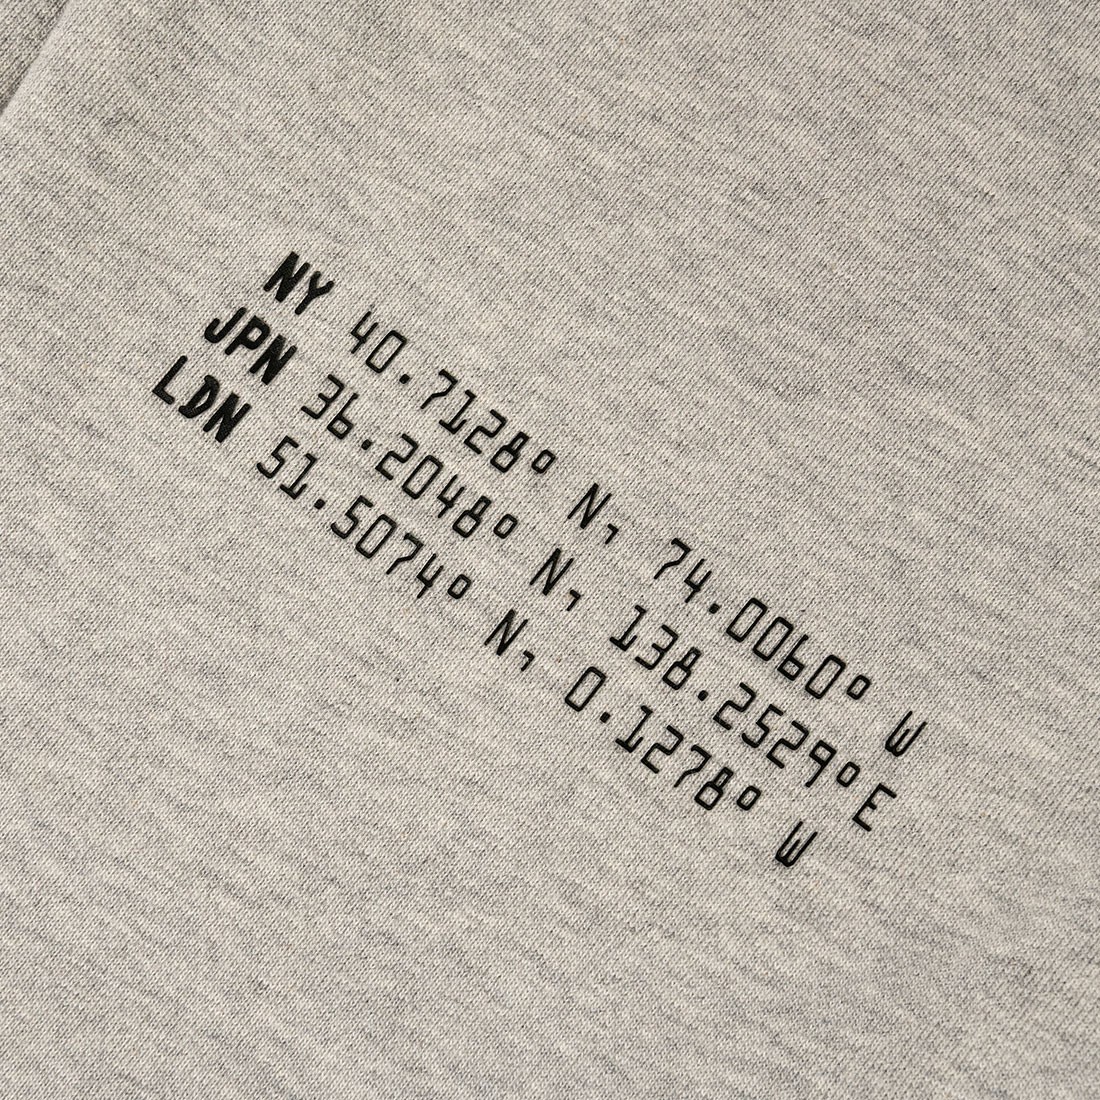 NY 40.7128° N, 74.0060° W
JPN 36.2048° N, 138.2529°E
LDN 51.5074° N, 0.1278° W